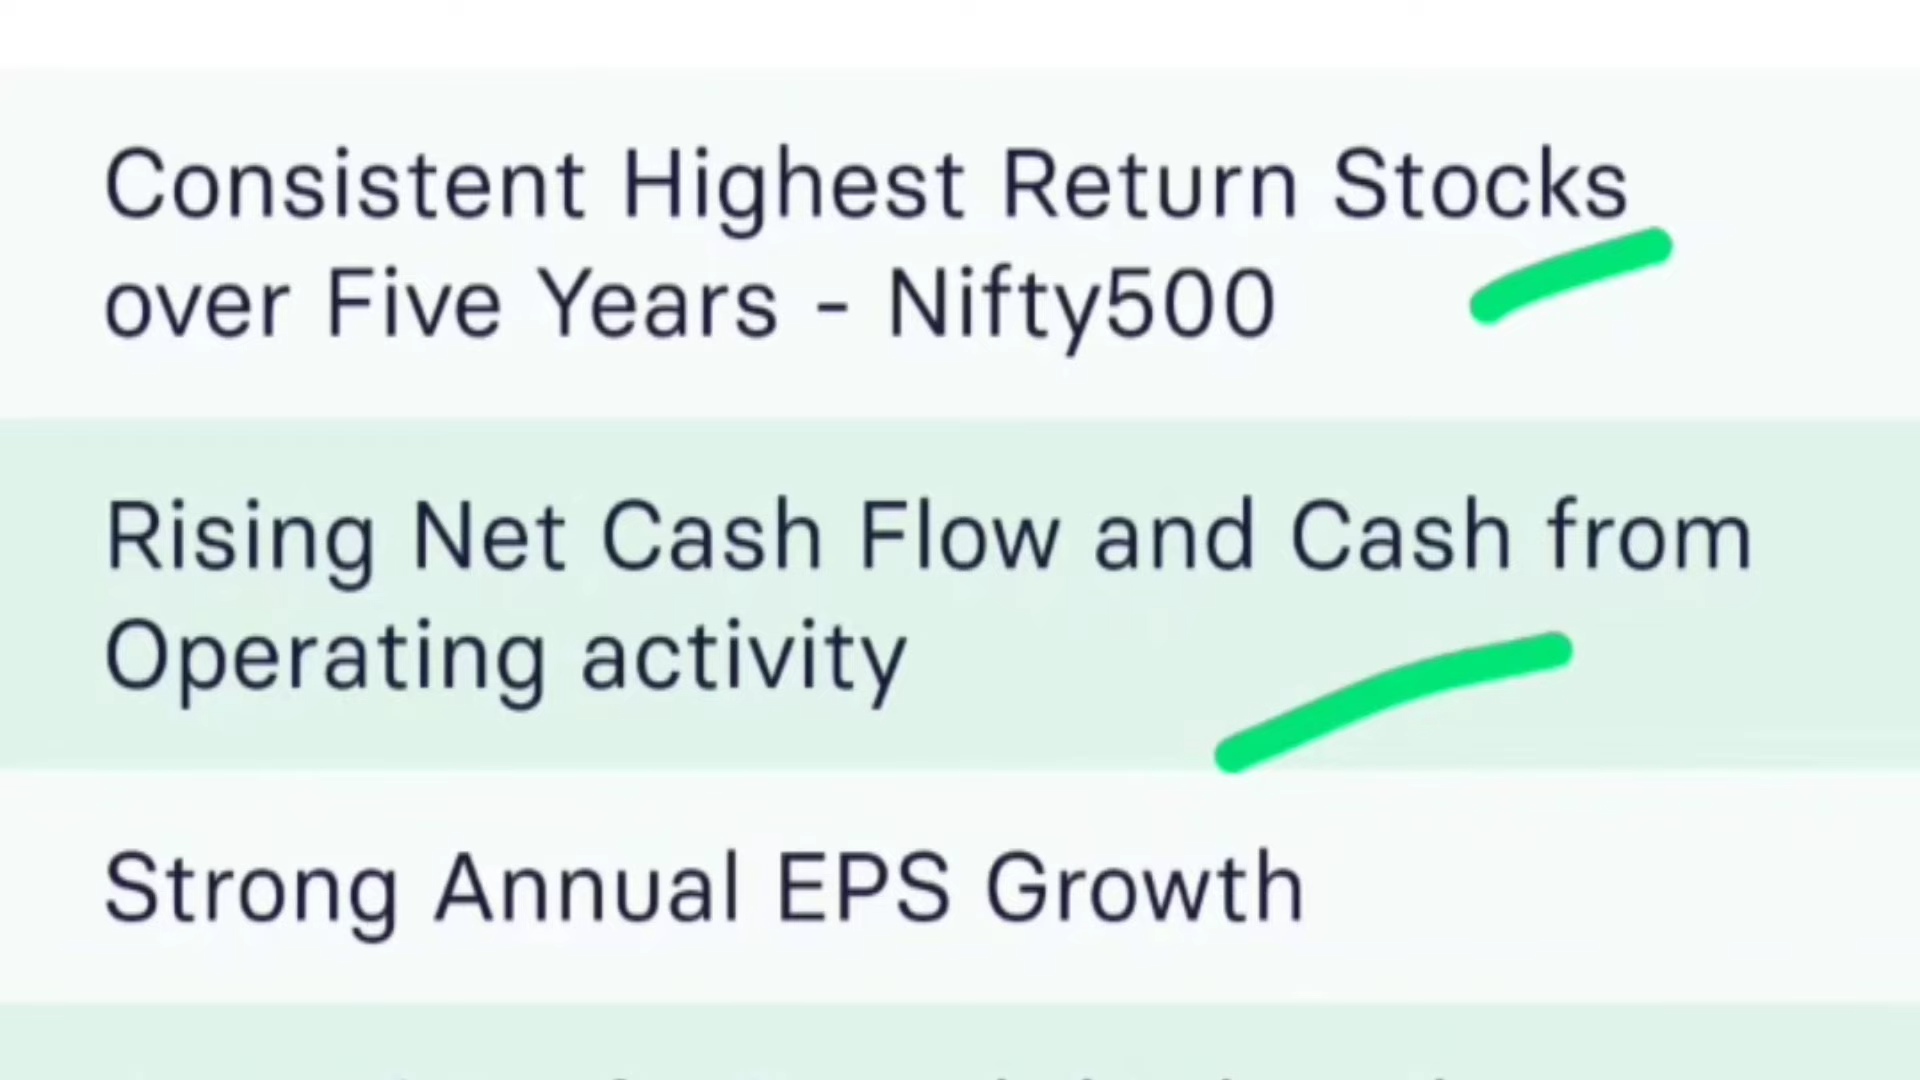 Consistent Highest Return Stocks
over Five Years - Nifty500
Rising Net Cash Flow and Cash from
Operating activity
Strong Annual EPS Growth